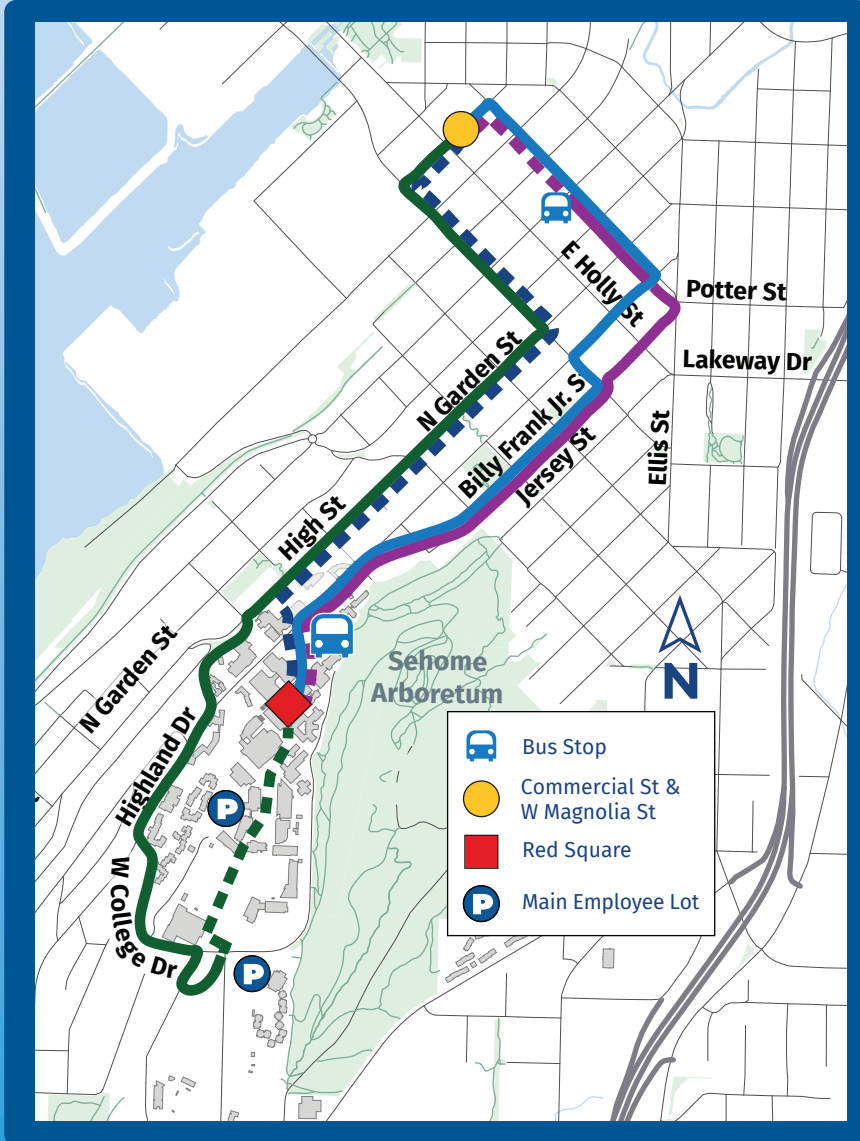 E Holly St
Potter St
Lakeway Dr
N Garden St
Billy Frank Jr. S
Jersey St
Ellis St
High St
N
Sehome
Arboretum
N Garden St
Highland Dr
P
W College Dr
P
Bus Stop
Commercial St &
W Magnolia St
Red Square
P
Main Employee Lot